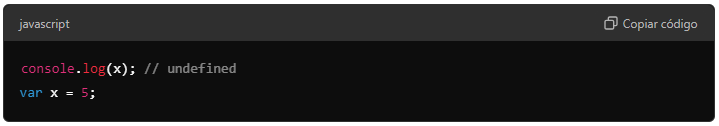 javascript
Copiar código
console.log(x); // undefined
var x = 5;